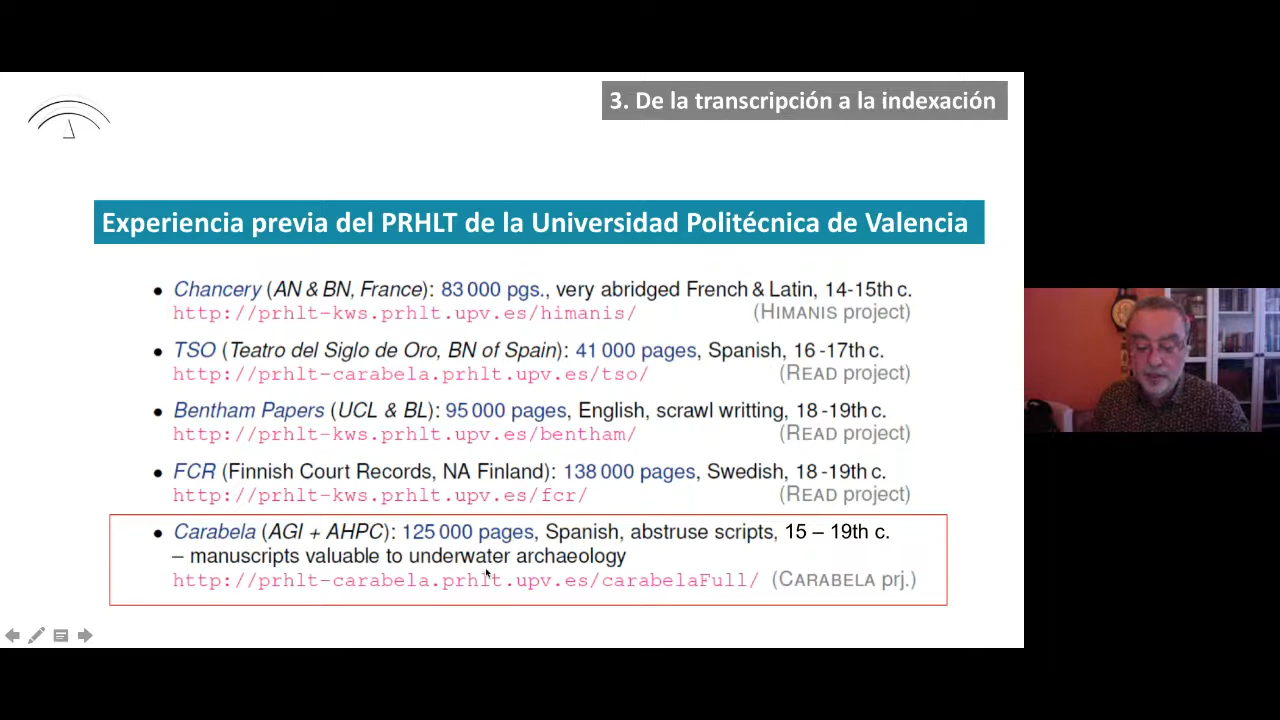 3. De la transcripción a la indexación
Experiencia previa del PRHLT de la Universidad Politécnica de Valencia
• Chancery (AN & BN, France): 83 000 pgs., very abridged French & Latin, 14-15th c.
http://prhlt-kws.prhlt.upv.es/himanis/ (HIMANIS project)
• TSO (Teatro del Siglo de Oro, BN of Spain): 41 000 pages, Spanish, 16 -17th c.
http://prhlt-carabela.prhlt.upv.es/tso/ (READ project)
• Bentham Papers (UCL & BL): 95 000 pages, English, scrawl writting, 18 -19th c.
http://prhlt-kws.prhlt.upv.es/bentham/ (READ project)
• FCR (Finnish Court Records, NA Finland): 138 000 pages, Swedish, 18 -19th c.
http://prhlt-kws.prhlt.upv.es/fcr/ (READ project)
• Carabela (AGI + AHPC): 125 000 pages, Spanish, abstruse scripts, 15 – 19th c.
– manuscripts valuable to underwater archaeology
http://prhlt-carabela.prhlt.upv.es/carabelaFull/ (CARABELA prj.)